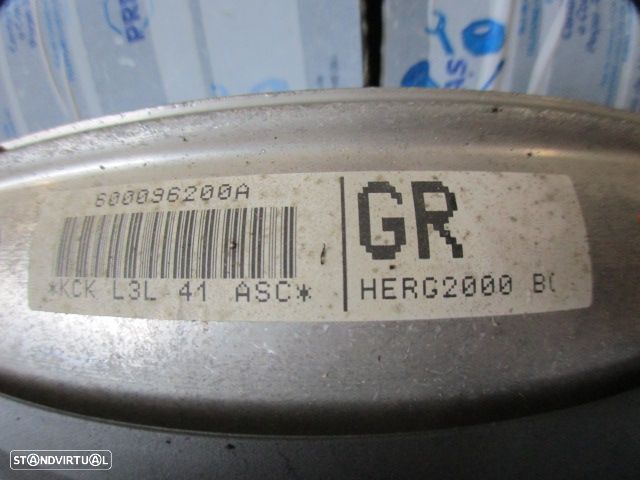 600096200A
GR
*KCK L3L 41 ASC*
HERG2000
STANDVIRTUAL